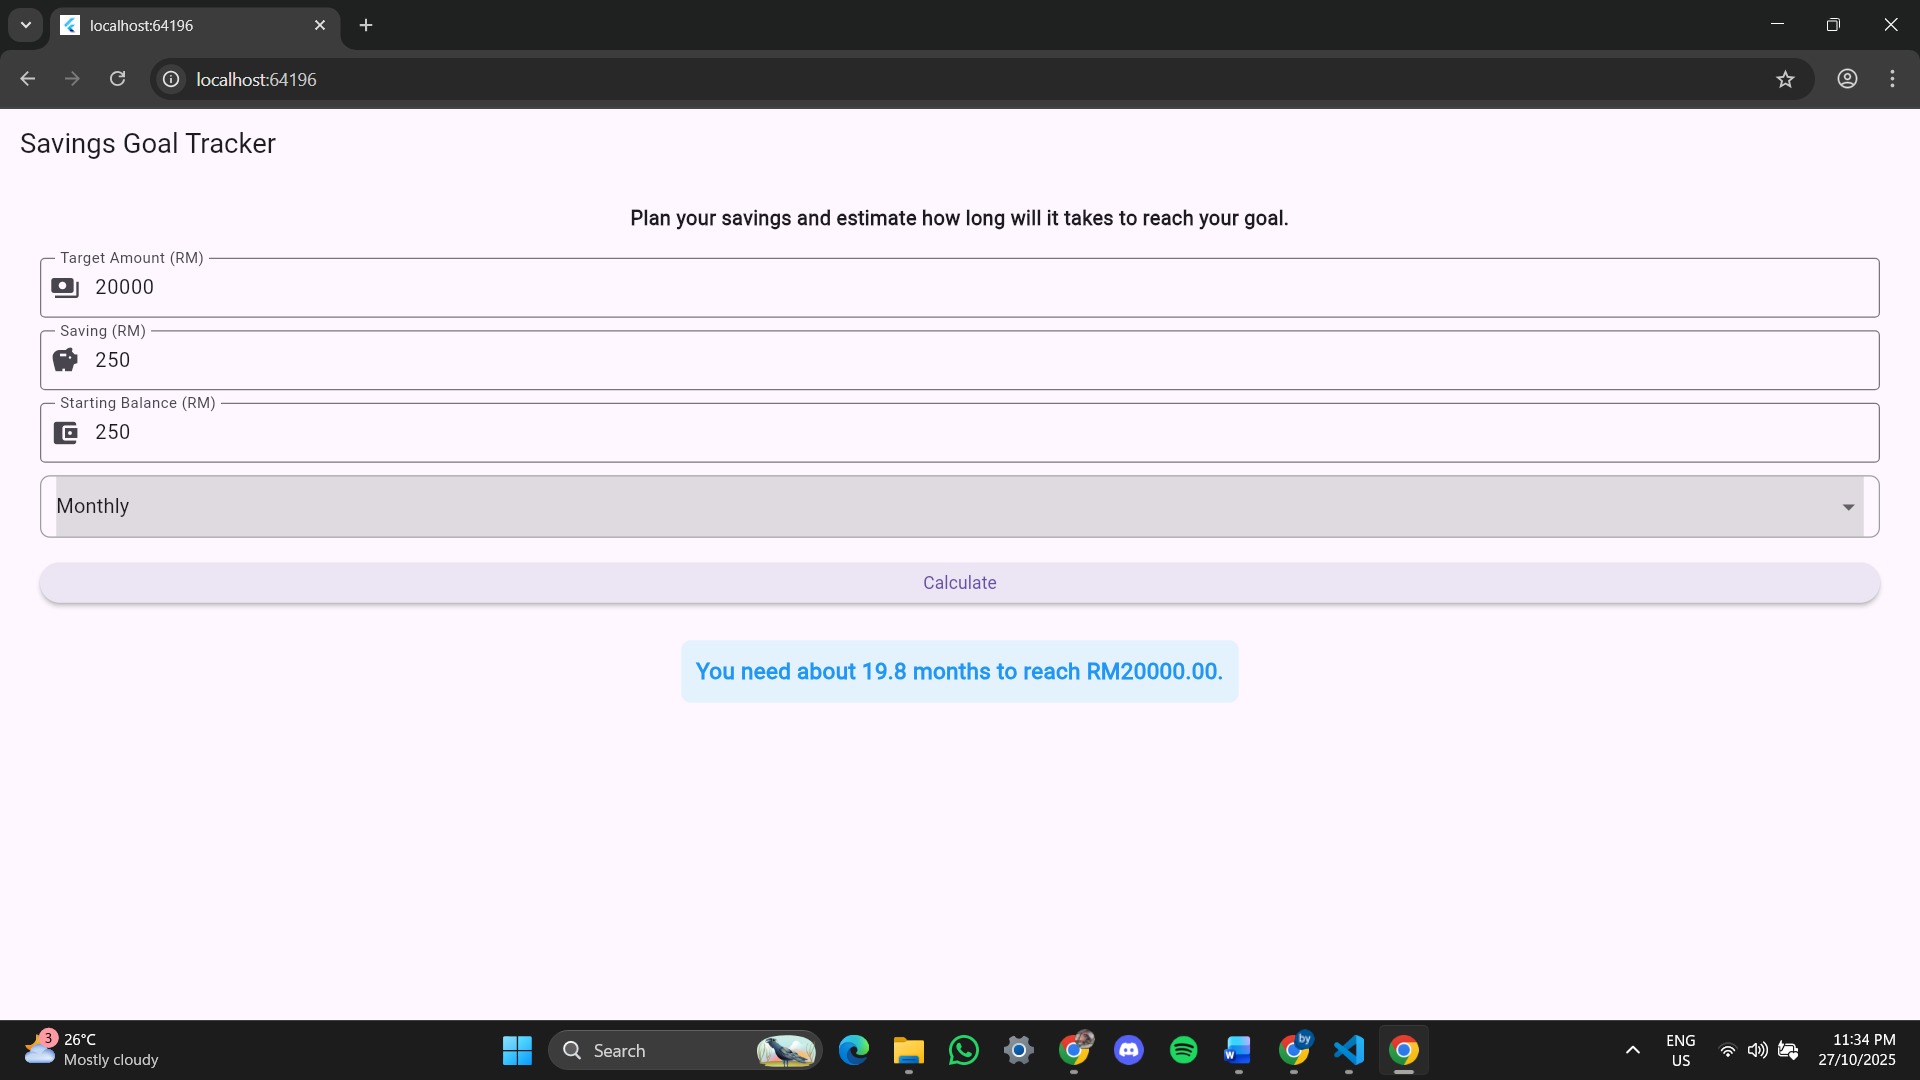 localhost:64196
localhost:64196
Savings Goal Tracker
Plan your savings and estimate how long will it takes to reach your goal.
Target Amount (RM)
20000
Saving (RM)
250
Starting Balance (RM)
250
Monthly
Calculate
You need about 19.8 months to reach RM20000.00.
3
26°C
Mostly cloudy
Search
W
by
ENG
US
11:34 PM
27/10/2025